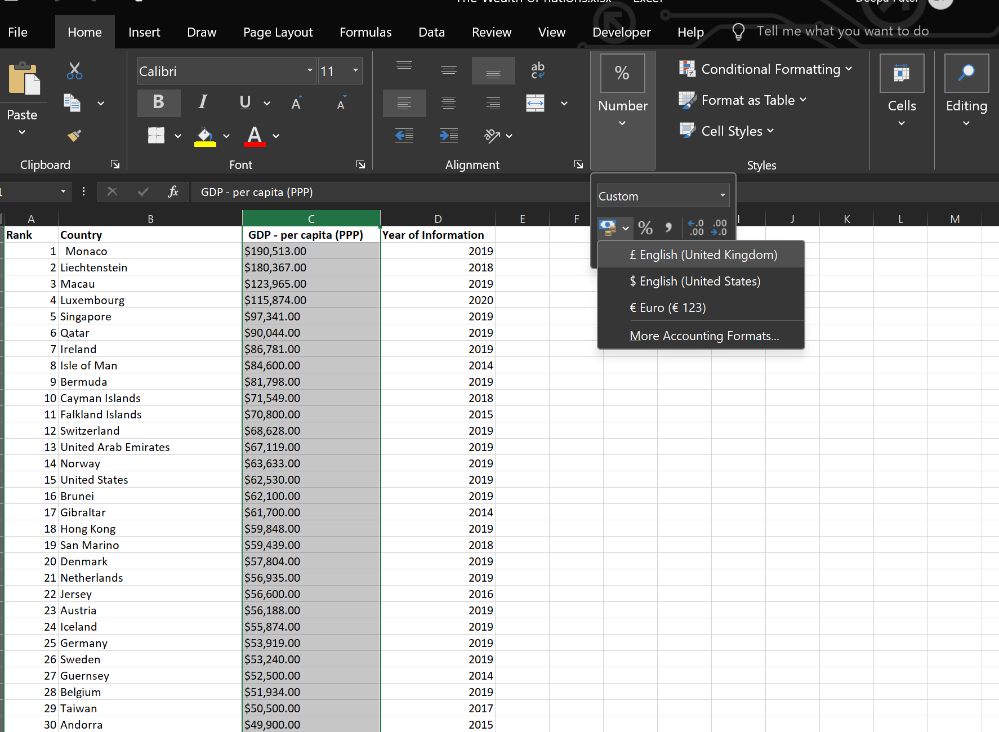 The Wealth of nations.xlsx - Excel
Deepa Patel
File Home Insert Draw Page Layout Formulas Data Review View Developer Help Tell me what you want to do
Calibri 11 ab c % Conditional Formatting
B I U A A Number Format as Table Cells Editing
Paste A Cell Styles
Clipboard Font Alignment Styles
fx GDP - per capita (PPP)
Custom
% , .0 .00 .00 .0
£ English (United Kingdom)
$ English (United States)
€ Euro (€ 123)
More Accounting Formats...
A B C D E F I J K L M
Rank Country GDP - per capita (PPP) Year of Information
1 Monaco $190,513.00 2019
2 Liechtenstein $180,367.00 2018
3 Macau $123,965.00 2019
4 Luxembourg $115,874.00 2020
5 Singapore $97,341.00 2019
6 Qatar $90,044.00 2019
7 Ireland $86,781.00 2019
8 Isle of Man $84,600.00 2014
9 Bermuda $81,798.00 2019
10 Cayman Islands $71,549.00 2018
11 Falkland Islands $70,800.00 2015
12 Switzerland $68,628.00 2019
13 United Arab Emirates $67,119.00 2019
14 Norway $63,633.00 2019
15 United States $62,530.00 2019
16 Brunei $62,100.00 2019
17 Gibraltar $61,700.00 2014
18 Hong Kong $59,848.00 2019
19 San Marino $59,439.00 2018
20 Denmark $57,804.00 2019
21 Netherlands $56,935.00 2019
22 Jersey $56,600.00 2016
23 Austria $56,188.00 2019
24 Iceland $55,874.00 2019
25 Germany $53,919.00 2019
26 Sweden $53,240.00 2019
27 Guernsey $52,500.00 2014
28 Belgium $51,934.00 2019
29 Taiwan $50,500.00 2017
30 Andorra $49,900.00 2015